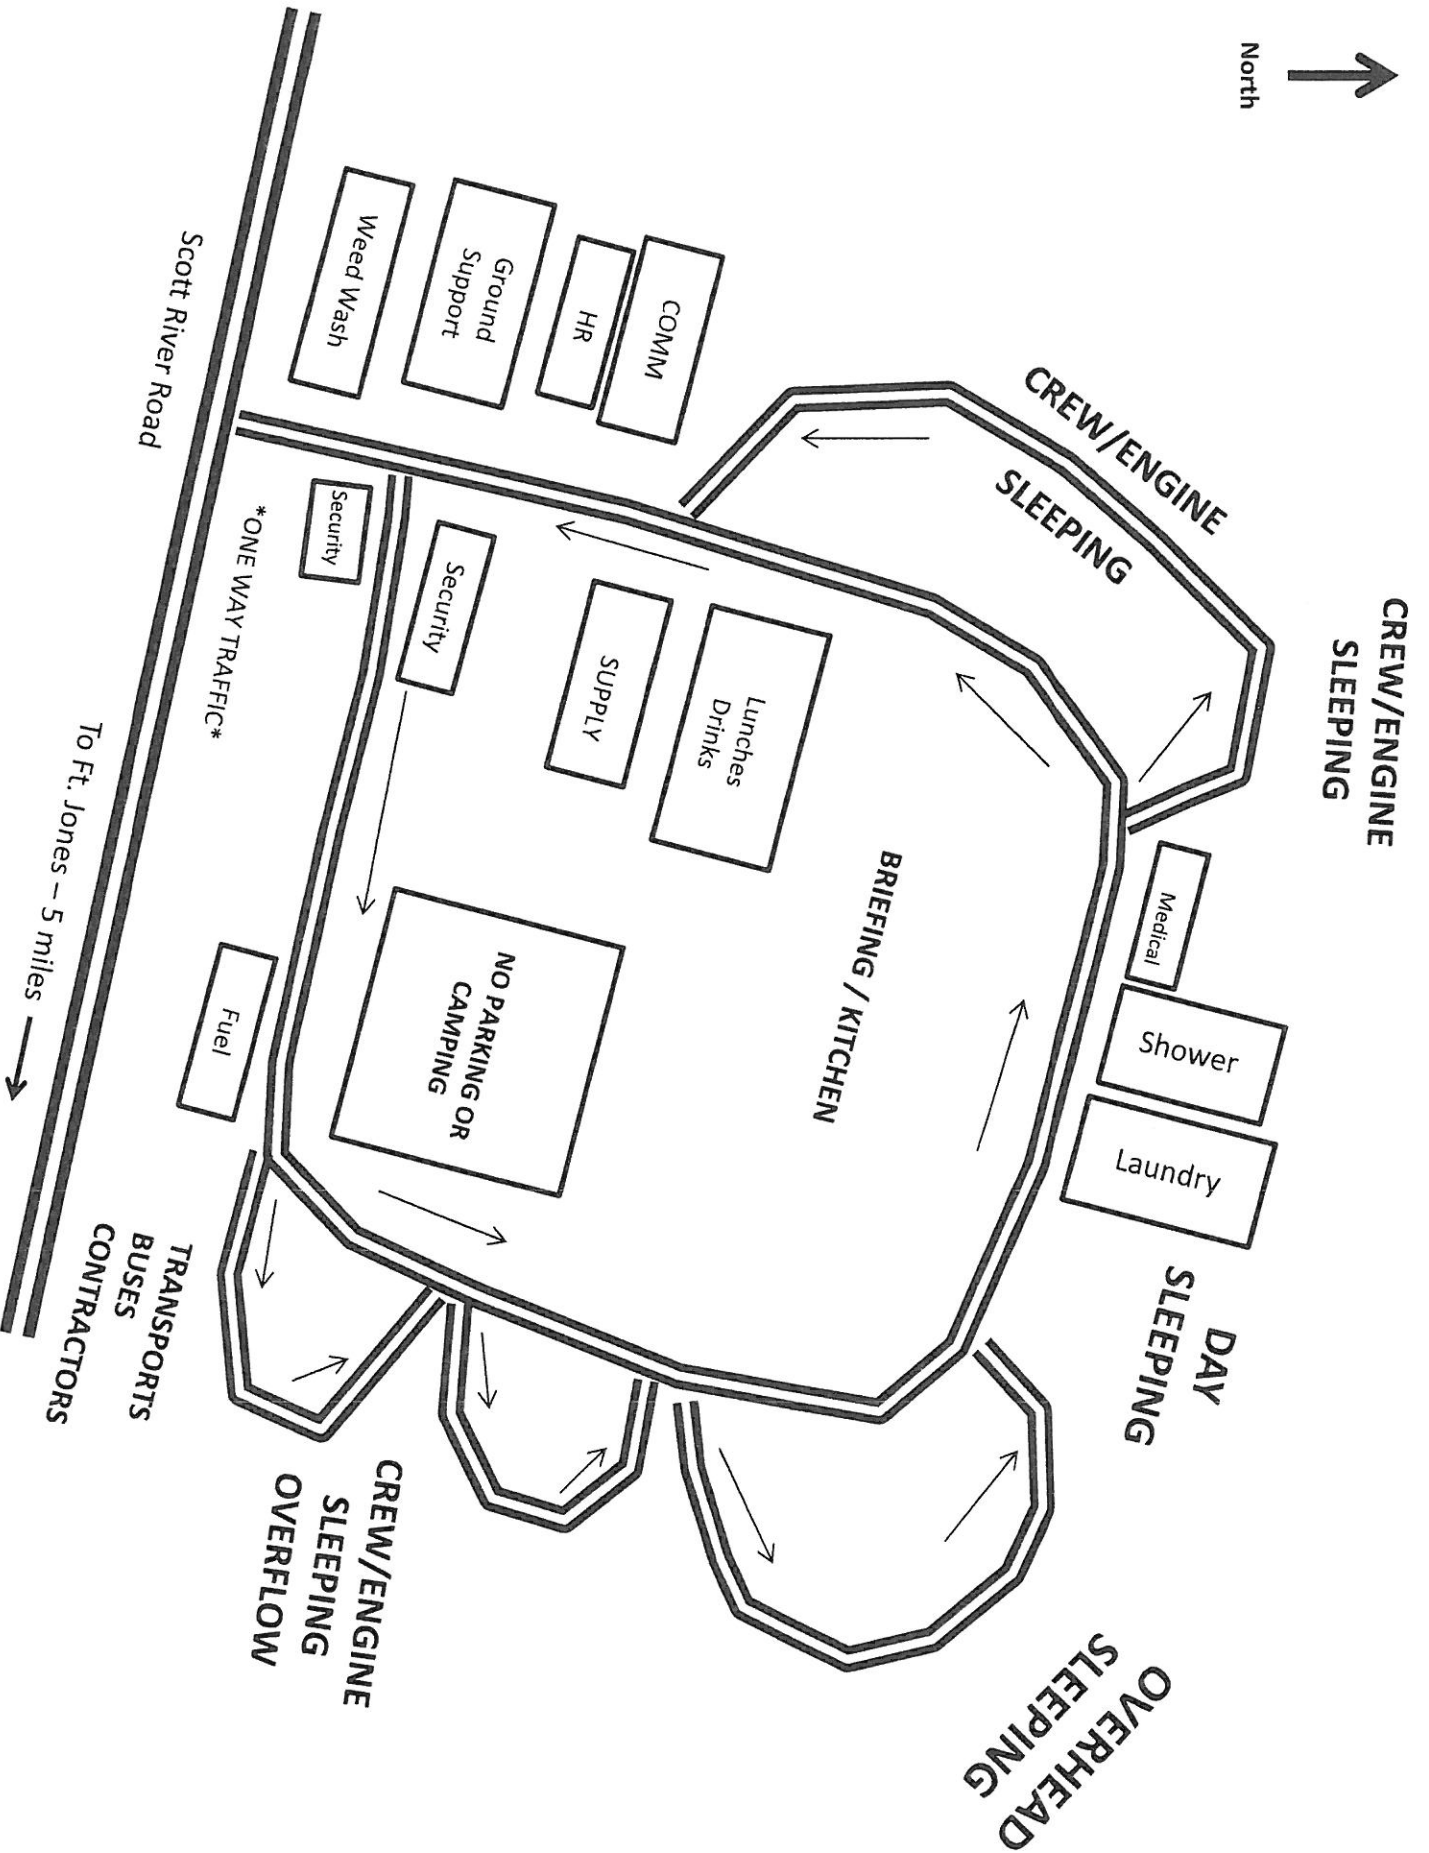 North
CREW/ENGINE
SLEEPING
CREW/ENGINE
SLEEPING
Medical
Shower
Laundry
DAY
SLEEPING
OVERHEAD
SLEEPING
COMM
HR
Ground
Support
Weed Wash
Lunches
Drinks
SUPPLY
BRIEFING / KITCHEN
Security
Security
NO PARKING OR
CAMPING
Fuel
*ONE WAY TRAFFIC*
Scott River Road
To Ft. Jones – 5 miles
TRANSPORTS
BUSES
CONTRACTORS
CREW/ENGINE
SLEEPING
OVERFLOW